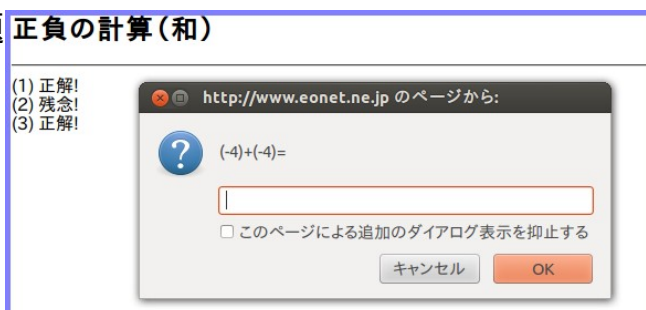 正負の計算(和)
(1) 正解!
(2) 残念!
(3) 正解!
http://www.eonet.ne.jp のページから:
(-4)+(-4)=
このページによる追加のダイアログ表示を抑止する
キャンセル OK